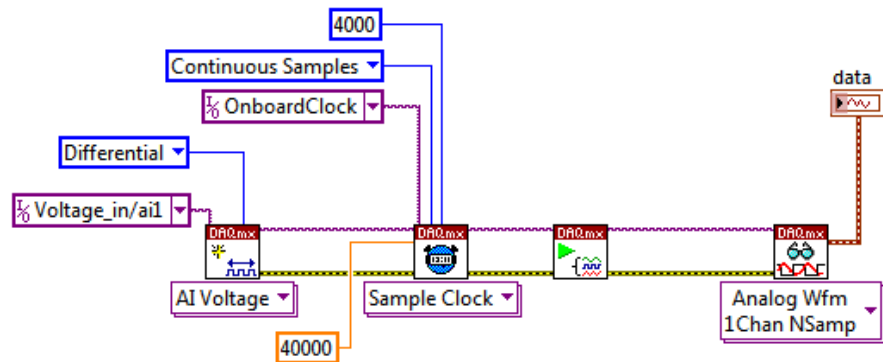 4000
Continuous Samples
I/O OnboardClock
data
Differential
I/O Voltage_in/ai1
DAQmx
DAQmx
DAQmx
DAQmx
AI Voltage
Sample Clock
Analog Wfm
1Chan NSamp
40000